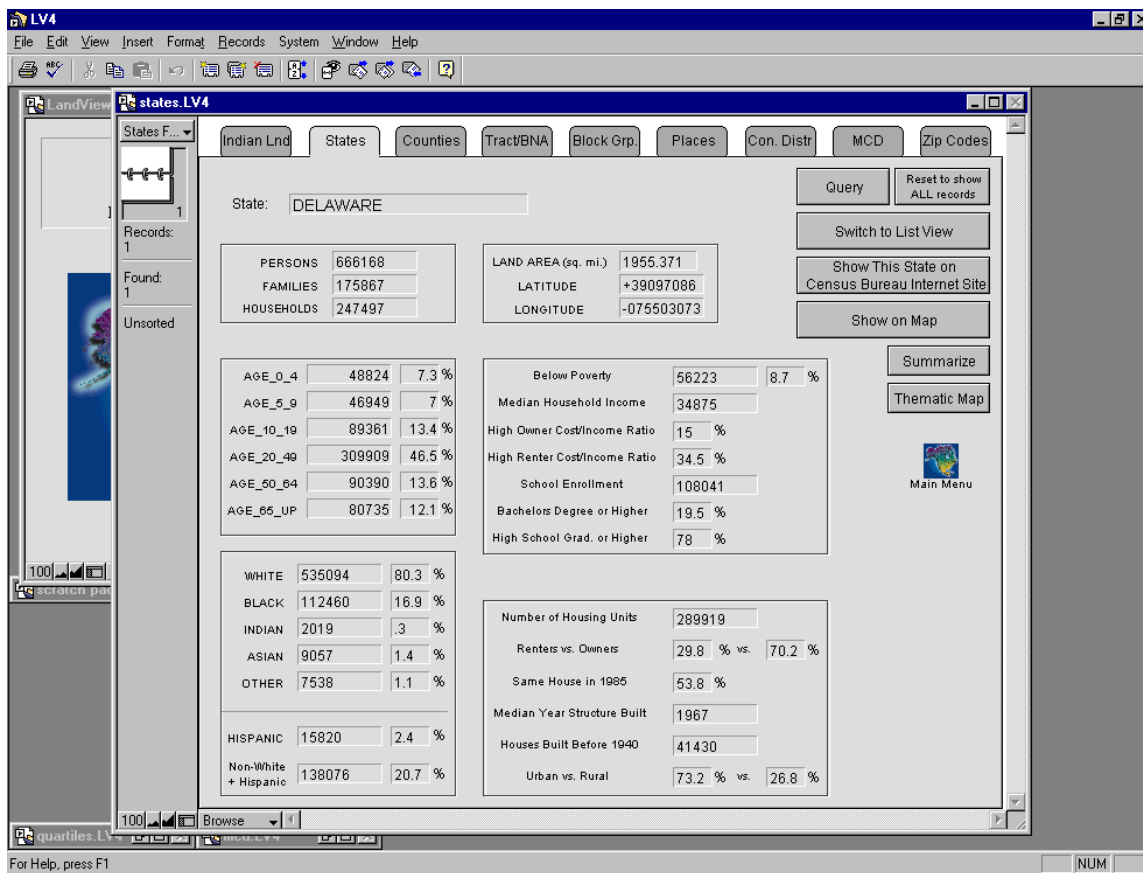 LV4
File Edit View Insert Format Records System Window Help
LandView
states.LV4
States F...
1
Records:
1
Found:
1
Unsorted
Indian Lnd States Counties Tract/BNA Block Grp. Places Con. Distr MCD Zip Codes
State: DELAWARE
Query
Reset to show
ALL records
Switch to List View
Show This State on
Census Bureau Internet Site
Show on Map
Summarize
Thematic Map
Main Menu
PERSONS 666168
FAMILIES 175867
HOUSEHOLDS 247497
LAND AREA (sq. mi.) 1955.371
LATITUDE +39097086
LONGITUDE -075503073
AGE_0_4 48824 7.3 %
AGE_5_9 46949 7 %
AGE_10_19 89361 13.4 %
AGE_20_49 309909 46.5 %
AGE_50_64 90390 13.6 %
AGE_65_UP 80735 12.1 %
Below Poverty 56223 8.7 %
Median Household Income 34875
High Owner Cost/Income Ratio 15 %
High Renter Cost/Income Ratio 34.5 %
School Enrollment 108041
Bachelors Degree or Higher 19.5 %
High School Grad. or Higher 78 %
WHITE 535094 80.3 %
BLACK 112460 16.9 %
INDIAN 2019 .3 %
ASIAN 9057 1.4 %
OTHER 7538 1.1 %
HISPANIC 15820 2.4 %
Non-White
+ Hispanic 138076 20.7 %
Number of Housing Units 289919
Renters vs. Owners 29.8 % vs. 70.2 %
Same House in 1985 53.8 %
Median Year Structure Built 1967
Houses Built Before 1940 41430
Urban vs. Rural 73.2 % vs. 26.8 %
100
scratch pad
100 Browse
quartiles.LV4 mcd.LV4
For Help, press F1 NUM